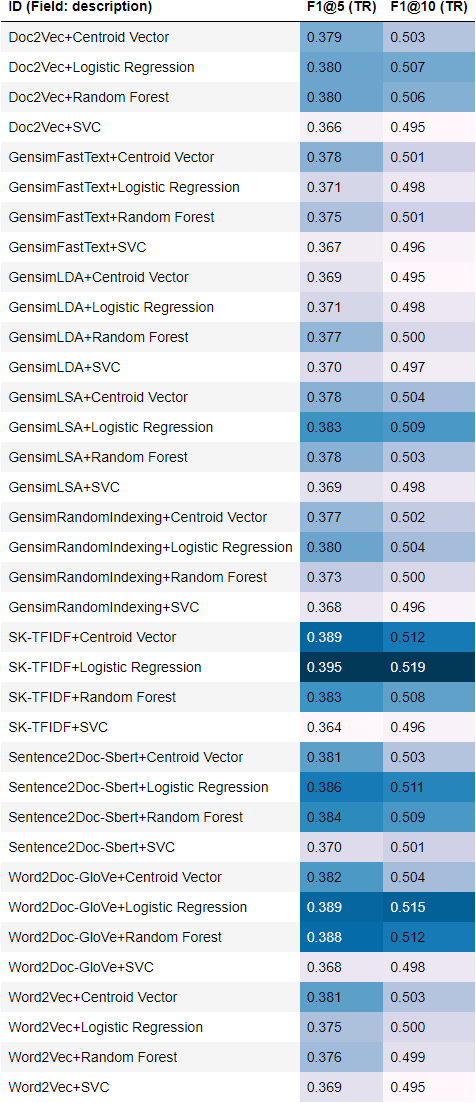 ID (Field: description) F1@5 (TR) F1@10 (TR)
Doc2Vec+Centroid Vector 0.379 0.503
Doc2Vec+Logistic Regression 0.380 0.507
Doc2Vec+Random Forest 0.380 0.506
Doc2Vec+SVC 0.366 0.495
GensimFastText+Centroid Vector 0.378 0.501
GensimFastText+Logistic Regression 0.371 0.498
GensimFastText+Random Forest 0.375 0.501
GensimFastText+SVC 0.367 0.496
GensimLDA+Centroid Vector 0.369 0.495
GensimLDA+Logistic Regression 0.371 0.498
GensimLDA+Random Forest 0.377 0.500
GensimLDA+SVC 0.370 0.497
GensimLSA+Centroid Vector 0.378 0.504
GensimLSA+Logistic Regression 0.383 0.509
GensimLSA+Random Forest 0.378 0.503
GensimLSA+SVC 0.369 0.498
GensimRandomIndexing+Centroid Vector 0.377 0.502
GensimRandomIndexing+Logistic Regression 0.380 0.504
GensimRandomIndexing+Random Forest 0.373 0.500
GensimRandomIndexing+SVC 0.368 0.496
SK-TFIDF+Centroid Vector 0.389 0.512
SK-TFIDF+Logistic Regression 0.395 0.519
SK-TFIDF+Random Forest 0.383 0.508
SK-TFIDF+SVC 0.364 0.496
Sentence2Doc-Sbert+Centroid Vector 0.381 0.503
Sentence2Doc-Sbert+Logistic Regression 0.386 0.511
Sentence2Doc-Sbert+Random Forest 0.384 0.509
Sentence2Doc-Sbert+SVC 0.370 0.501
Word2Doc-GloVe+Centroid Vector 0.382 0.504
Word2Doc-GloVe+Logistic Regression 0.389 0.515
Word2Doc-GloVe+Random Forest 0.388 0.512
Word2Doc-GloVe+SVC 0.368 0.498
Word2Vec+Centroid Vector 0.381 0.503
Word2Vec+Logistic Regression 0.375 0.500
Word2Vec+Random Forest 0.376 0.499
Word2Vec+SVC 0.369 0.495